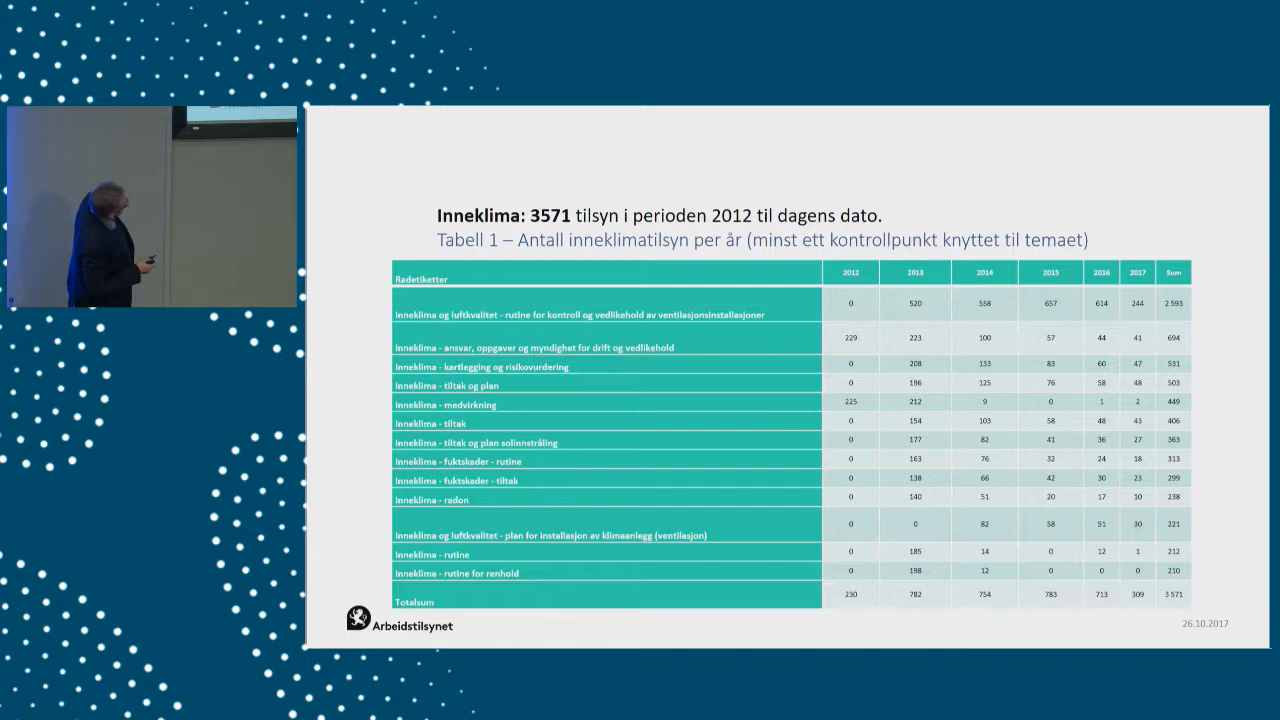 Inneklima: 3571 tilsyn i perioden 2012 til dagens dato.
Tabell 1 – Antall inneklimatilsyn per år (minst ett kontrollpunkt knyttet til temaet)
Radetiketter 2012 2013 2014 2015 2016 2017 Sum
Inneklima og luftkvalitet - rutine for kontroll og vedlikehold av ventilasjonsinstallasjoner 0 520 558 657 614 244 2 593
Inneklima - ansvar, oppgaver og myndighet for drift og vedlikehold 229 223 100 57 44 41 694
Inneklima - kartlegging og risikovurdering 0 208 133 83 60 47 531
Inneklima - tiltak og plan 0 196 125 76 58 48 503
Inneklima - medvirkning 225 212 9 0 1 2 449
Inneklima - tiltak 0 154 103 58 48 43 406
Inneklima - tiltak og plan solinnstråling 0 177 82 41 36 27 363
Inneklima - fuktskader - rutine 0 163 76 32 24 18 313
Inneklima - fuktskader - tiltak 0 138 66 42 30 23 299
Inneklima - radon 0 140 51 20 17 10 238
Inneklima og luftkvalitet - plan for installasjon av klimaanlegg (ventilasjon) 0 0 82 58 51 30 221
Inneklima - rutine 0 185 14 0 12 1 212
Inneklima - rutine for renhold 0 198 12 0 0 0 210
Totalsum 230 782 754 783 713 309 3 571
Arbeidstilsynet
26.10.2017